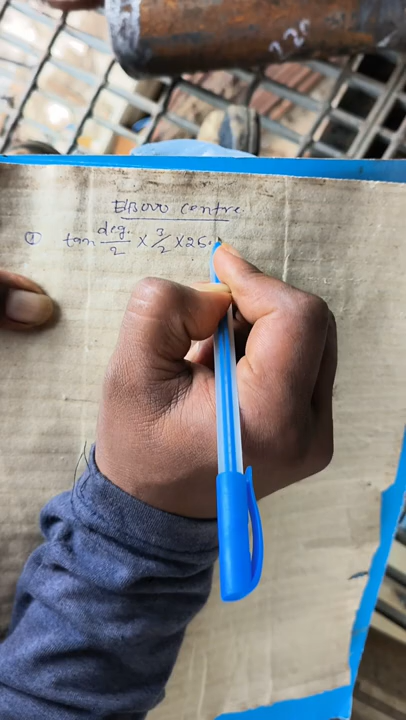 Elbow centre
① tan deg./2 × 3/2 × 25.